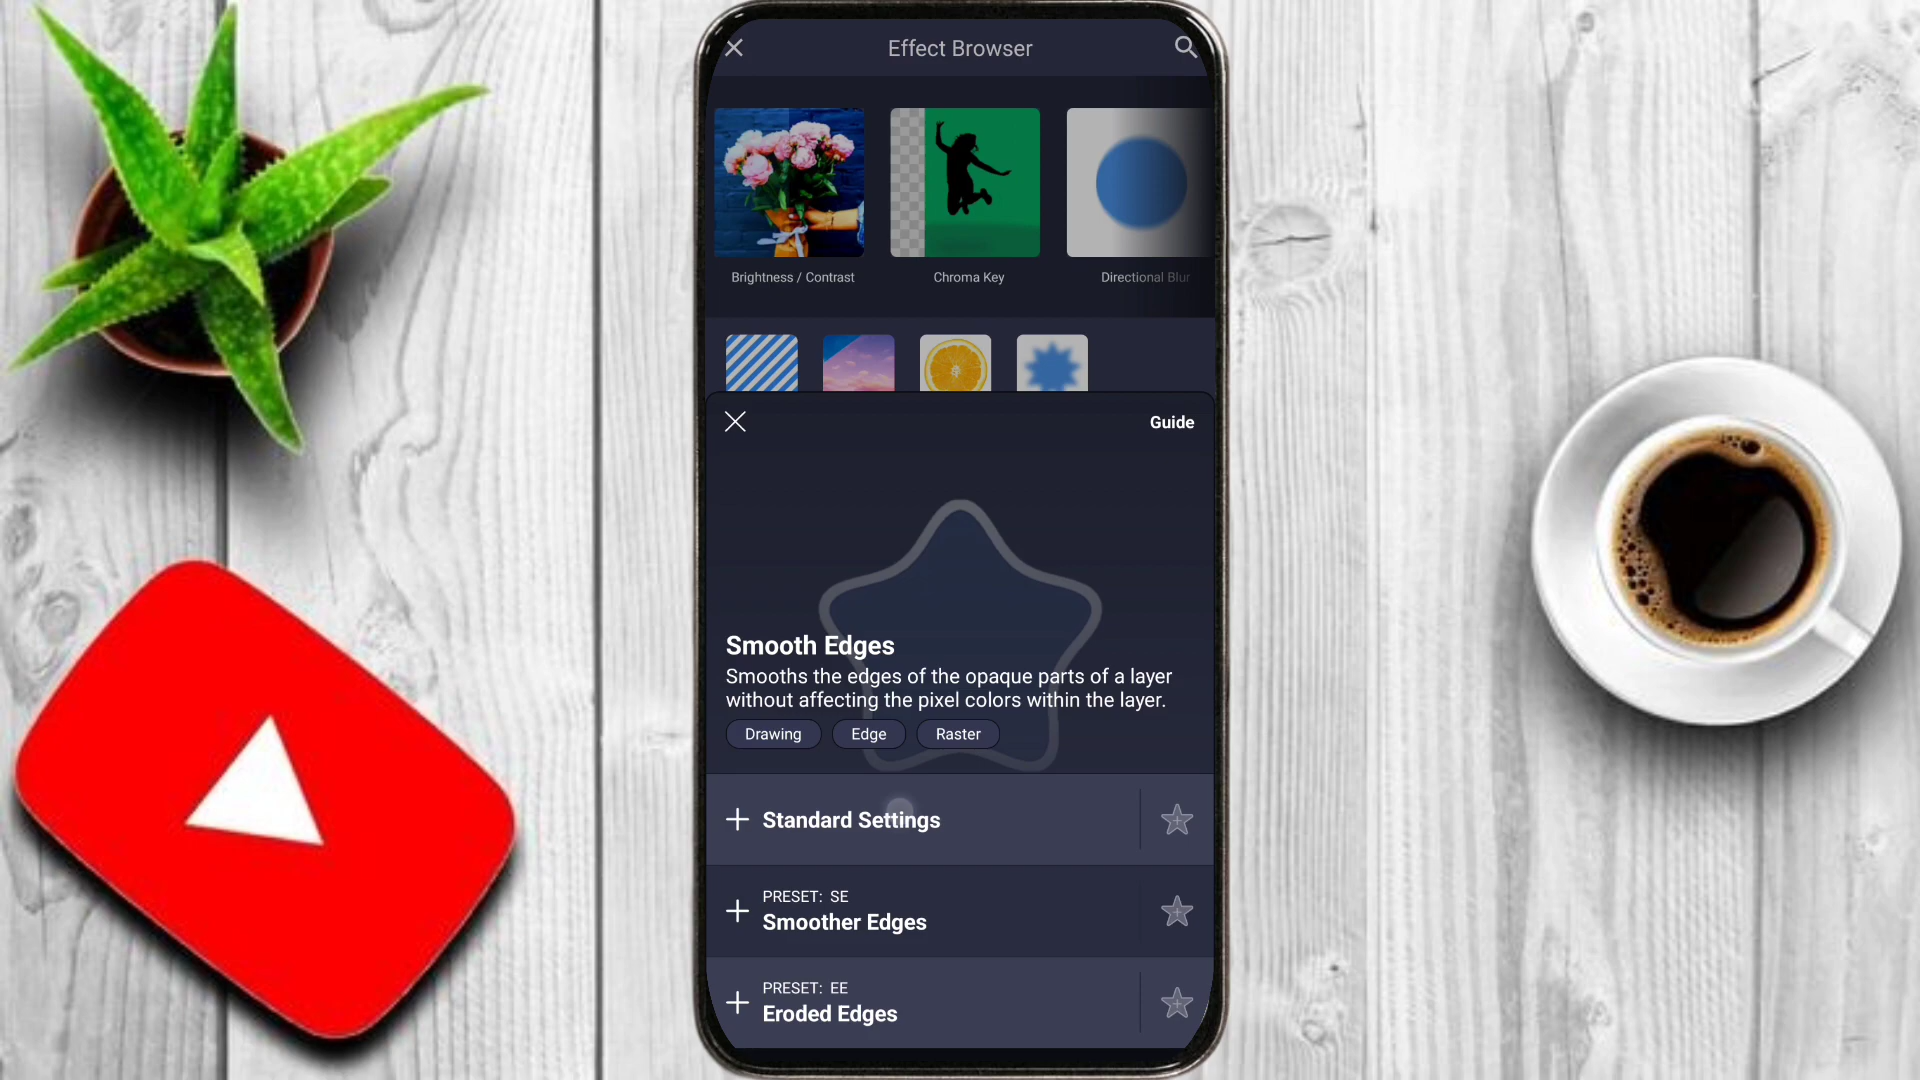 Effect Browser
Brightness / Contrast
Chroma Key
Directional Blur
Guide
Smooth Edges
Smooths the edges of the opaque parts of a layer
without affecting the pixel colors within the layer.
Drawing
Edge
Raster
Standard Settings
PRESET: SE
Smoother Edges
PRESET: EE
Eroded Edges